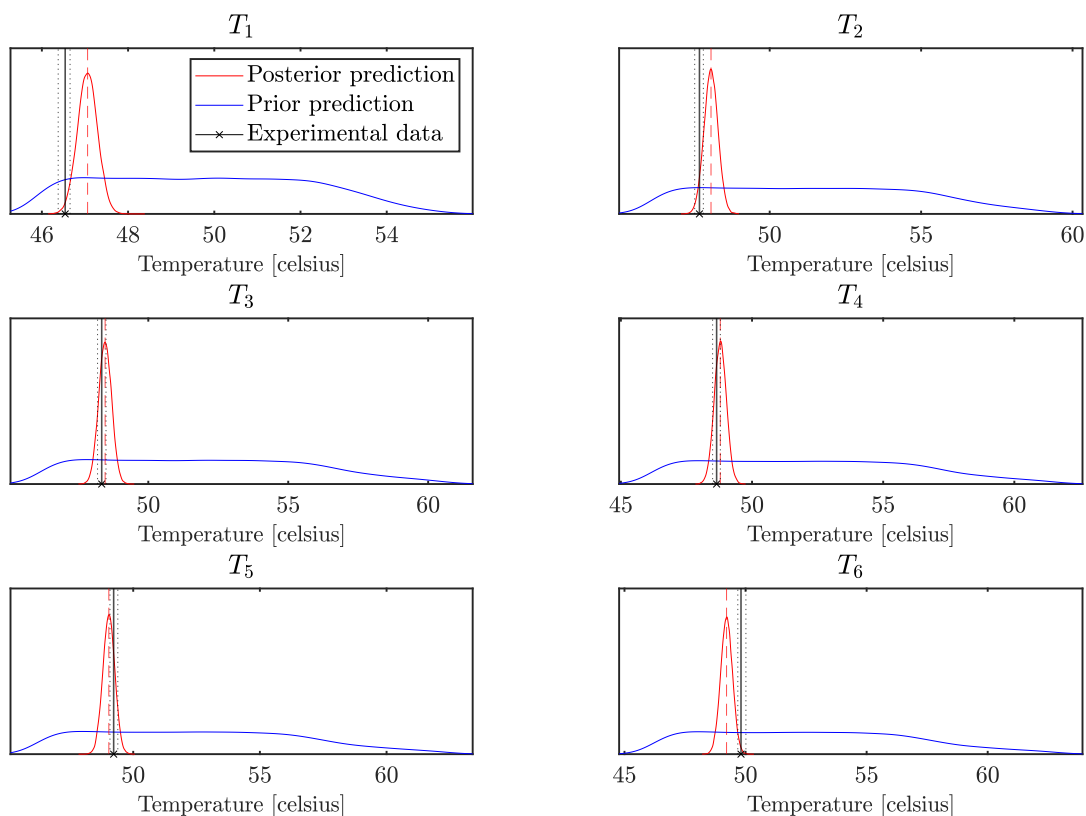 T1
T2
Posterior prediction
Prior prediction
Experimental data
46 48 50 52 54
50 55 60
Temperature [celsius]
Temperature [celsius]
T3
T4
50 55 60
45 50 55 60
Temperature [celsius]
Temperature [celsius]
T5
T6
50 55 60
45 50 55 60
Temperature [celsius]
Temperature [celsius]